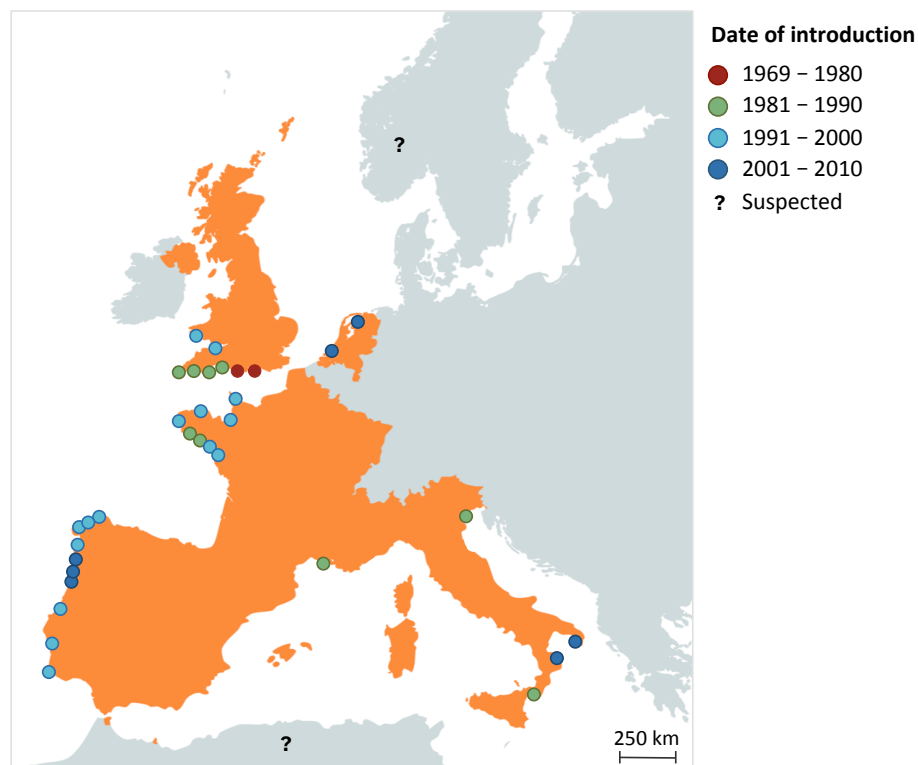 Date of introduction
1969 – 1980
1981 – 1990
1991 – 2000
2001 – 2010
? Suspected
?
?
250 km